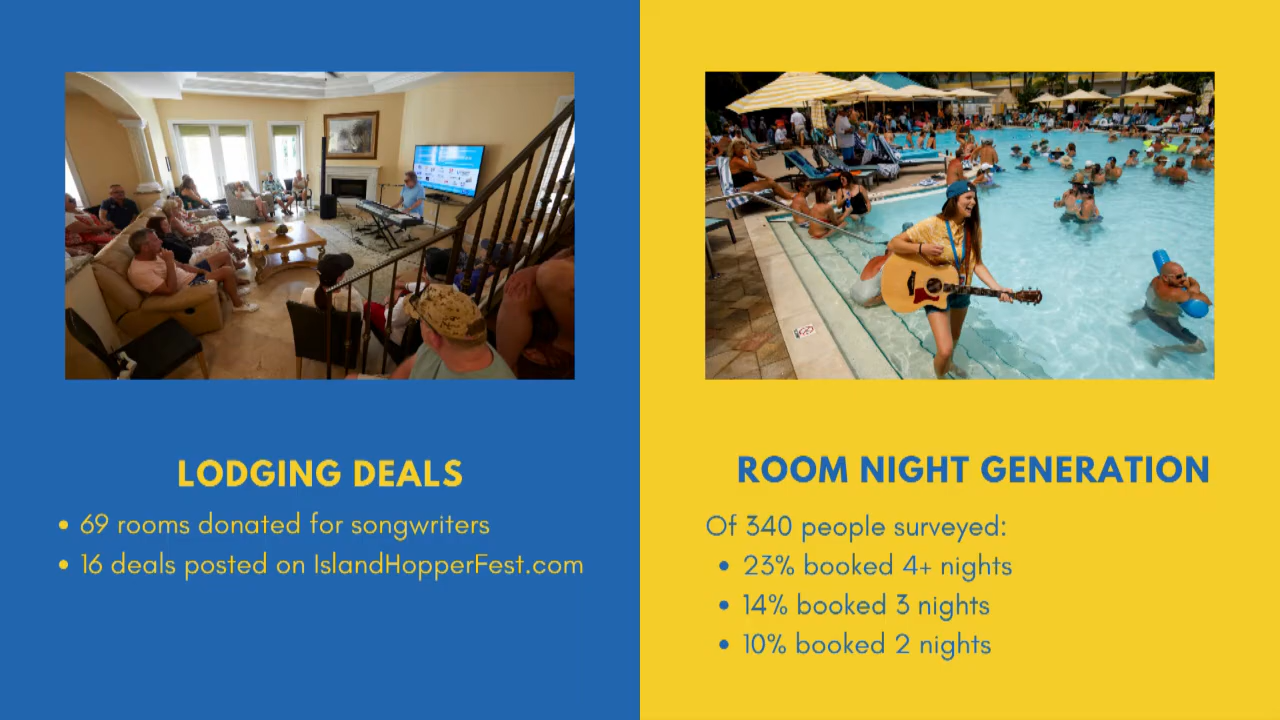 LODGING DEALS
• 69 rooms donated for songwriters
• 16 deals posted on IslandHopperFest.com
ROOM NIGHT GENERATION
Of 340 people surveyed:
• 23% booked 4+ nights
• 14% booked 3 nights
• 10% booked 2 nights